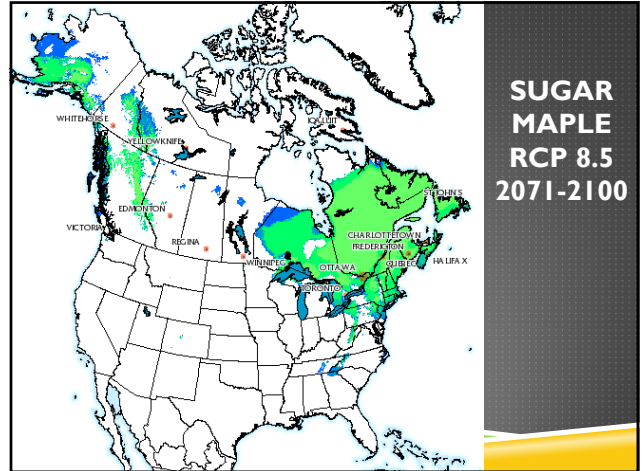 SUGAR
MAPLE
RCP 8.5
2071-2100
IQALUIT
WHITEHORSE
YELLOWKNIFE
ST JOHN'S
EDMONTON
VICTORIA
REGINA
WINNIPEG
CHARLOTTETOWN
FREDERICTON
OTTAWA
QUEBEC
HALIFAX
TORONTO